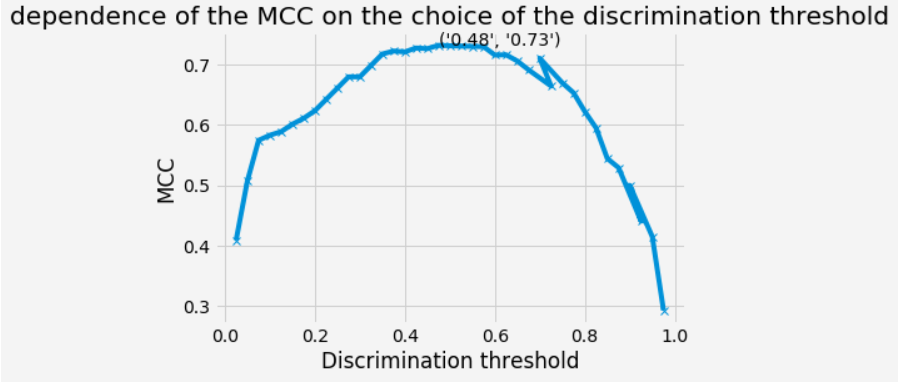 dependence of the MCC on the choice of the discrimination threshold
('0.48', '0.73')
0.7
0.6
0.5
0.4
0.3
MCC
0.0 0.2 0.4 0.6 0.8 1.0
Discrimination threshold